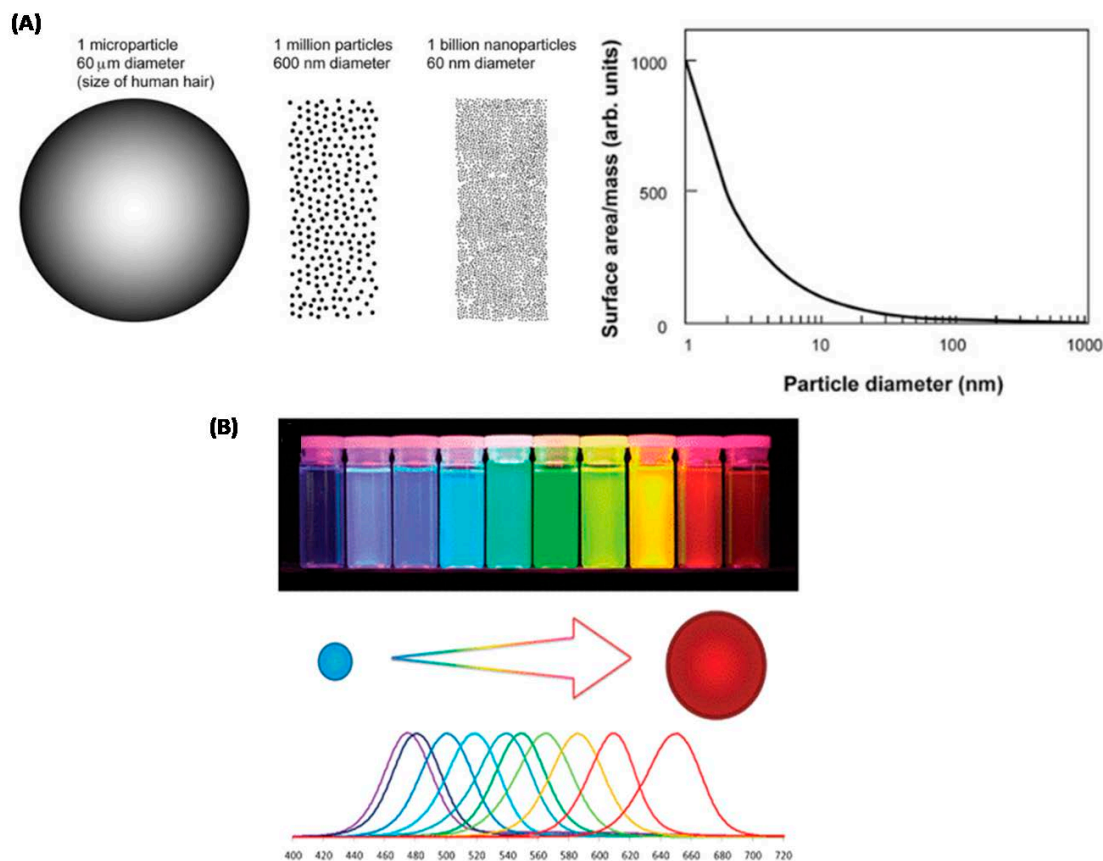 (A)
1 microparticle
60 μm diameter
(size of human hair)
1 million particles
600 nm diameter
1 billion nanoparticles
60 nm diameter
Surface area/mass (arb. units)
1000
500
0
1 10 100 1000
Particle diameter (nm)
(B)
400 420 440 460 480 500 520 540 560 580 600 620 640 660 680 700 720